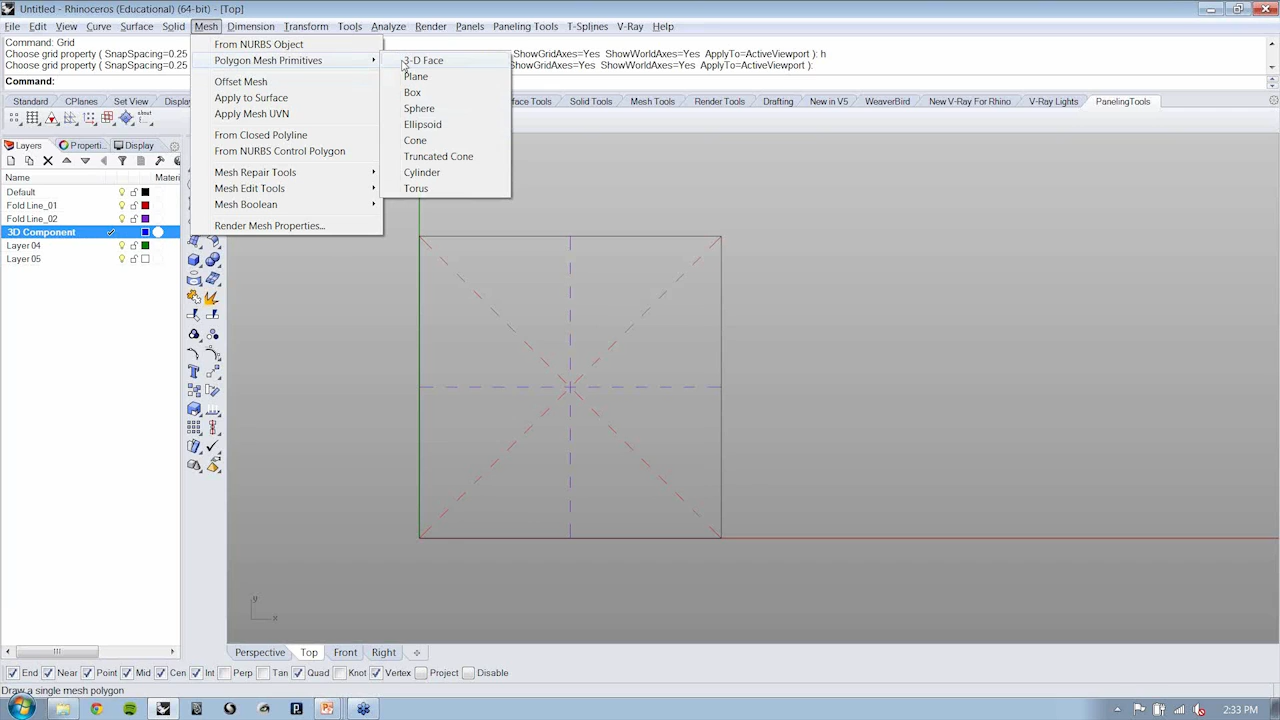 Untitled - Rhinoceros (Educational) (64-bit) - [Top]
File Edit View Curve Surface Solid Mesh Dimension Transform Tools Analyze Render Panels Paneling Tools T-Splines V-Ray Help
Command: Grid
Choose grid property ( SnapSpacing=0.25 ShowGridAxes=Yes ShowWorldAxes=Yes ApplyTo=ActiveViewport ): h
Choose grid property ( SnapSpacing=0.25 ShowGridAxes=Yes ShowWorldAxes=Yes ApplyTo=ActiveViewport ):
Command:
Standard CPlanes Set View Display face Tools Solid Tools Mesh Tools Render Tools Drafting New in V5 WeaverBird New V-Ray For Rhino V-Ray Lights PanelingTools
about
From NURBS Object
Polygon Mesh Primitives
Offset Mesh
Apply to Surface
Apply Mesh UVN
From Closed Polyline
From NURBS Control Polygon
Mesh Repair Tools
Mesh Edit Tools
Mesh Boolean
Render Mesh Properties...
3-D Face
Plane
Box
Sphere
Ellipsoid
Cone
Truncated Cone
Cylinder
Torus
Layers Properti... Display
Name Materi
Default
Fold Line_01
Fold Line_02
3D Component
Layer 04
Layer 05
y
x
Perspective Top Front Right
End Near Point Mid Cen Int Perp Tan Quad Knot Vertex Project Disable
Draw a single mesh polygon
2:33 PM